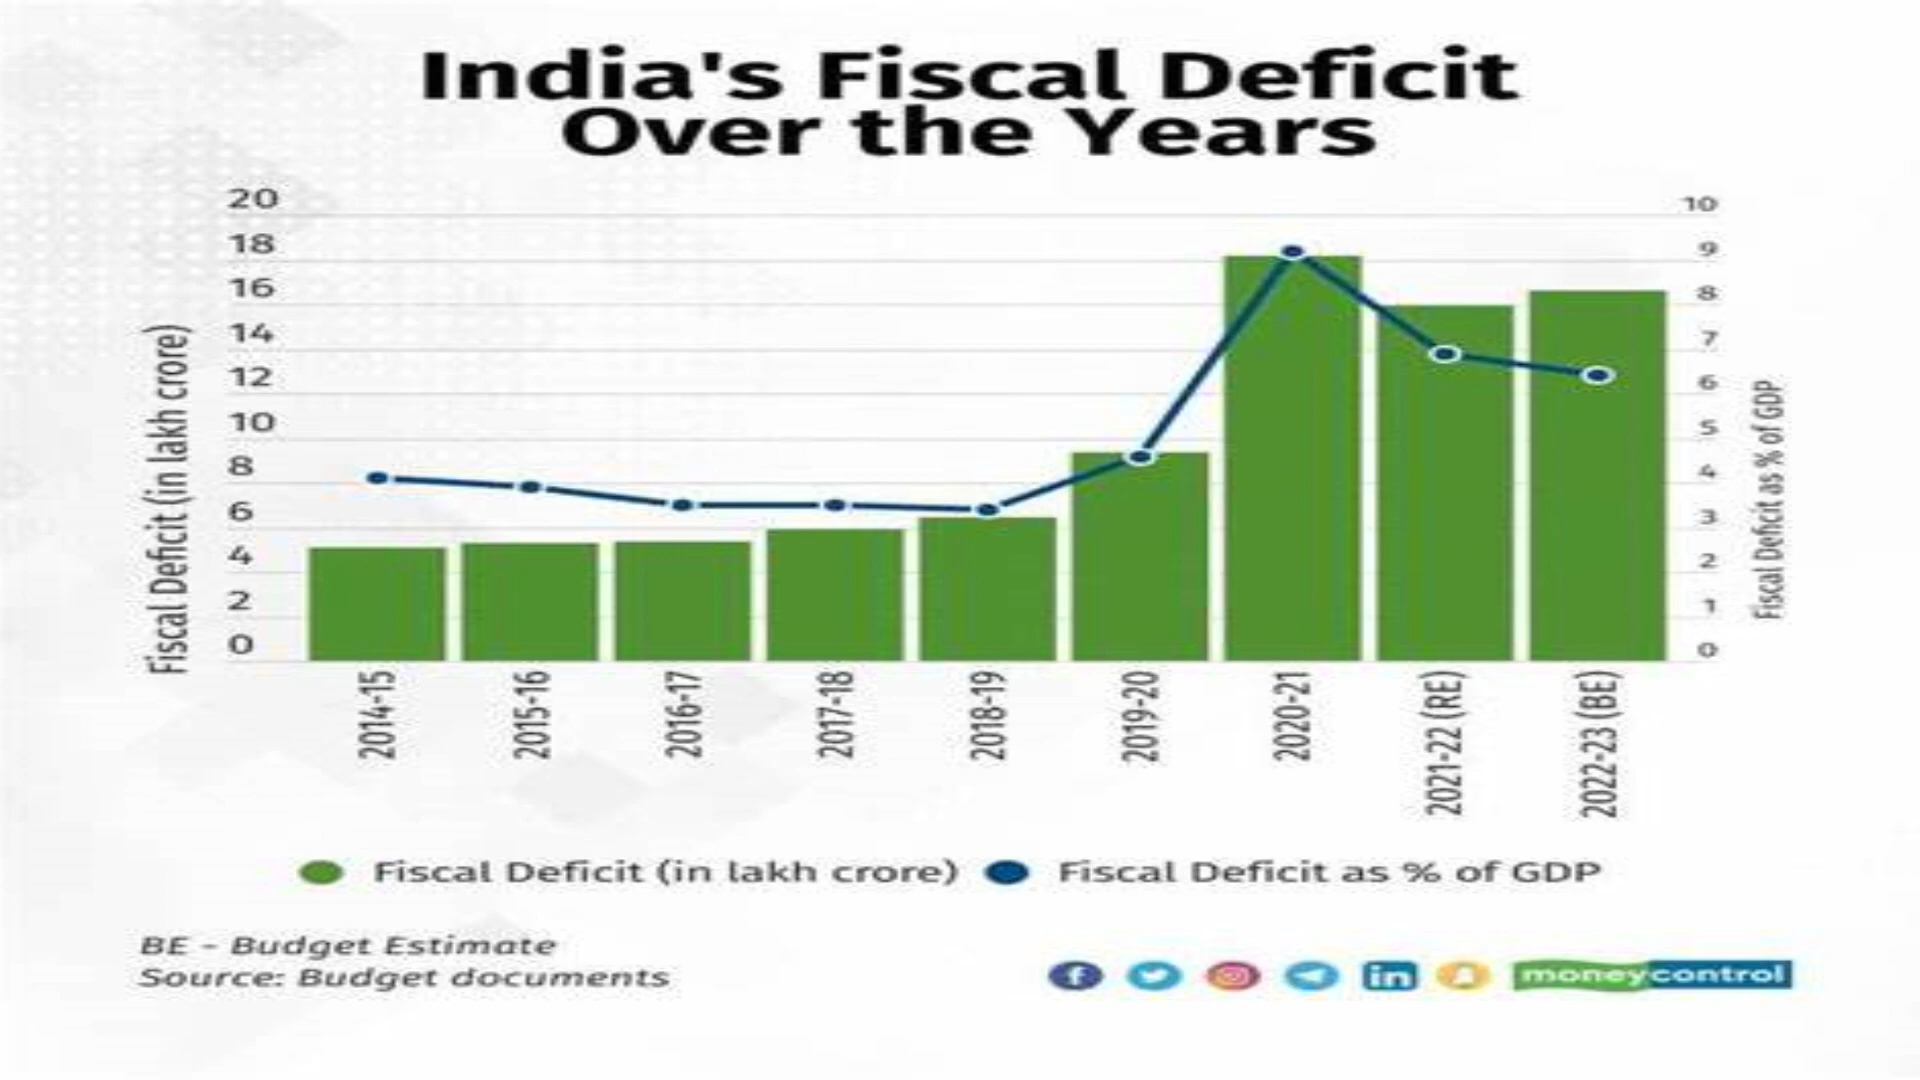 India's Fiscal Deficit
Over the Years
Fiscal Deficit (in lakh crore)
20
18
16
14
12
10
8
6
4
2
0
10
9
8
7
6
5
4
3
2
1
0
Fiscal Deficit as % of GDP
2014-15
2015-16
2016-17
2017-18
2018-19
2019-20
2020-21
2021-22 (RE)
2022-23 (BE)
Fiscal Deficit (in lakh crore)
Fiscal Deficit as % of GDP
BE - Budget Estimate
Source: Budget documents
f
in
moneycontrol